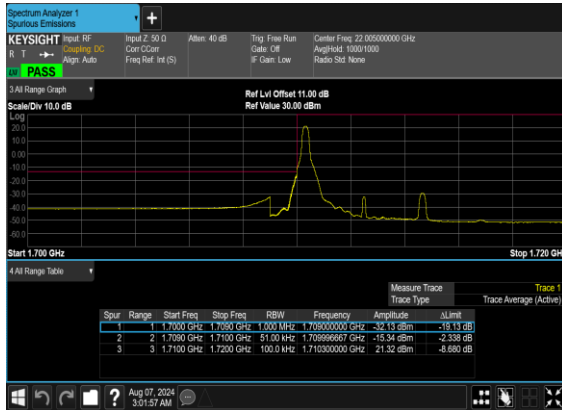 Spectrum Analyzer 1
Spurious Emissions
+
KEYSIGHT Input: RF Input Z: 50 Ω Atten: 40 dB Trig: Free Run Center Freq: 22.005000000 GHz
R T Coupling: DC Corr CCorr Gate: Off Avg|Hold: 1000/1000
Align: Auto Freq Ref: Int (S) IF Gain: Low Radio Std: None
LU PASS
3 All Range Graph Ref Lvl Offset 11.00 dB
Scale/Div 10.0 dB Ref Value 30.00 dBm
Log
20.0
10.0
0.00
-10.0
-20.0
-30.0
-40.0
-50.0
-60.0
Start 1.700 GHz Stop 1.720 GH
4 All Range Table
Measure Trace Trace 1
Trace Type Trace Average (Active)
Spur Range Start Freq Stop Freq RBW Frequency Amplitude ΔLimit
1 1 1.7000 GHz 1.7090 GHz 1.000 MHz 1.709000000 GHz -32.13 dBm -19.13 dB
2 2 1.7090 GHz 1.7100 GHz 51.00 kHz 1.709996667 GHz -15.34 dBm -2.338 dB
3 3 1.7100 GHz 1.7200 GHz 100.0 kHz 1.710300000 GHz 21.32 dBm -8.680 dB
? Aug 07, 2024
3:01:57 AM